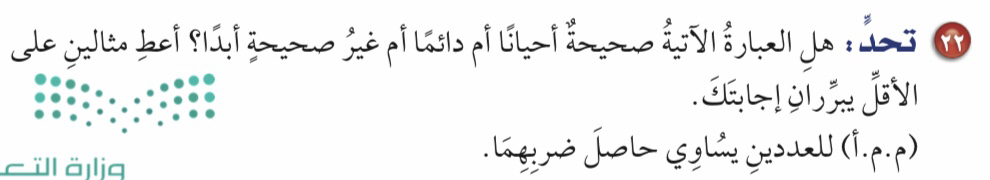 ٢٢ تحدٍّ : هلِ العبارةُ الآتيةُ صحيحةٌ أحيانًا أم دائمًا أم غيرُ صحيحةٍ أبدًا؟ أعطِ مثالينِ على
الأقلِّ يبرِّرانِ إجابتَكَ.
(م.م.أ) للعددينِ يسُاوِي حاصلَ ضربِهِمَا.
وزارة التعـ